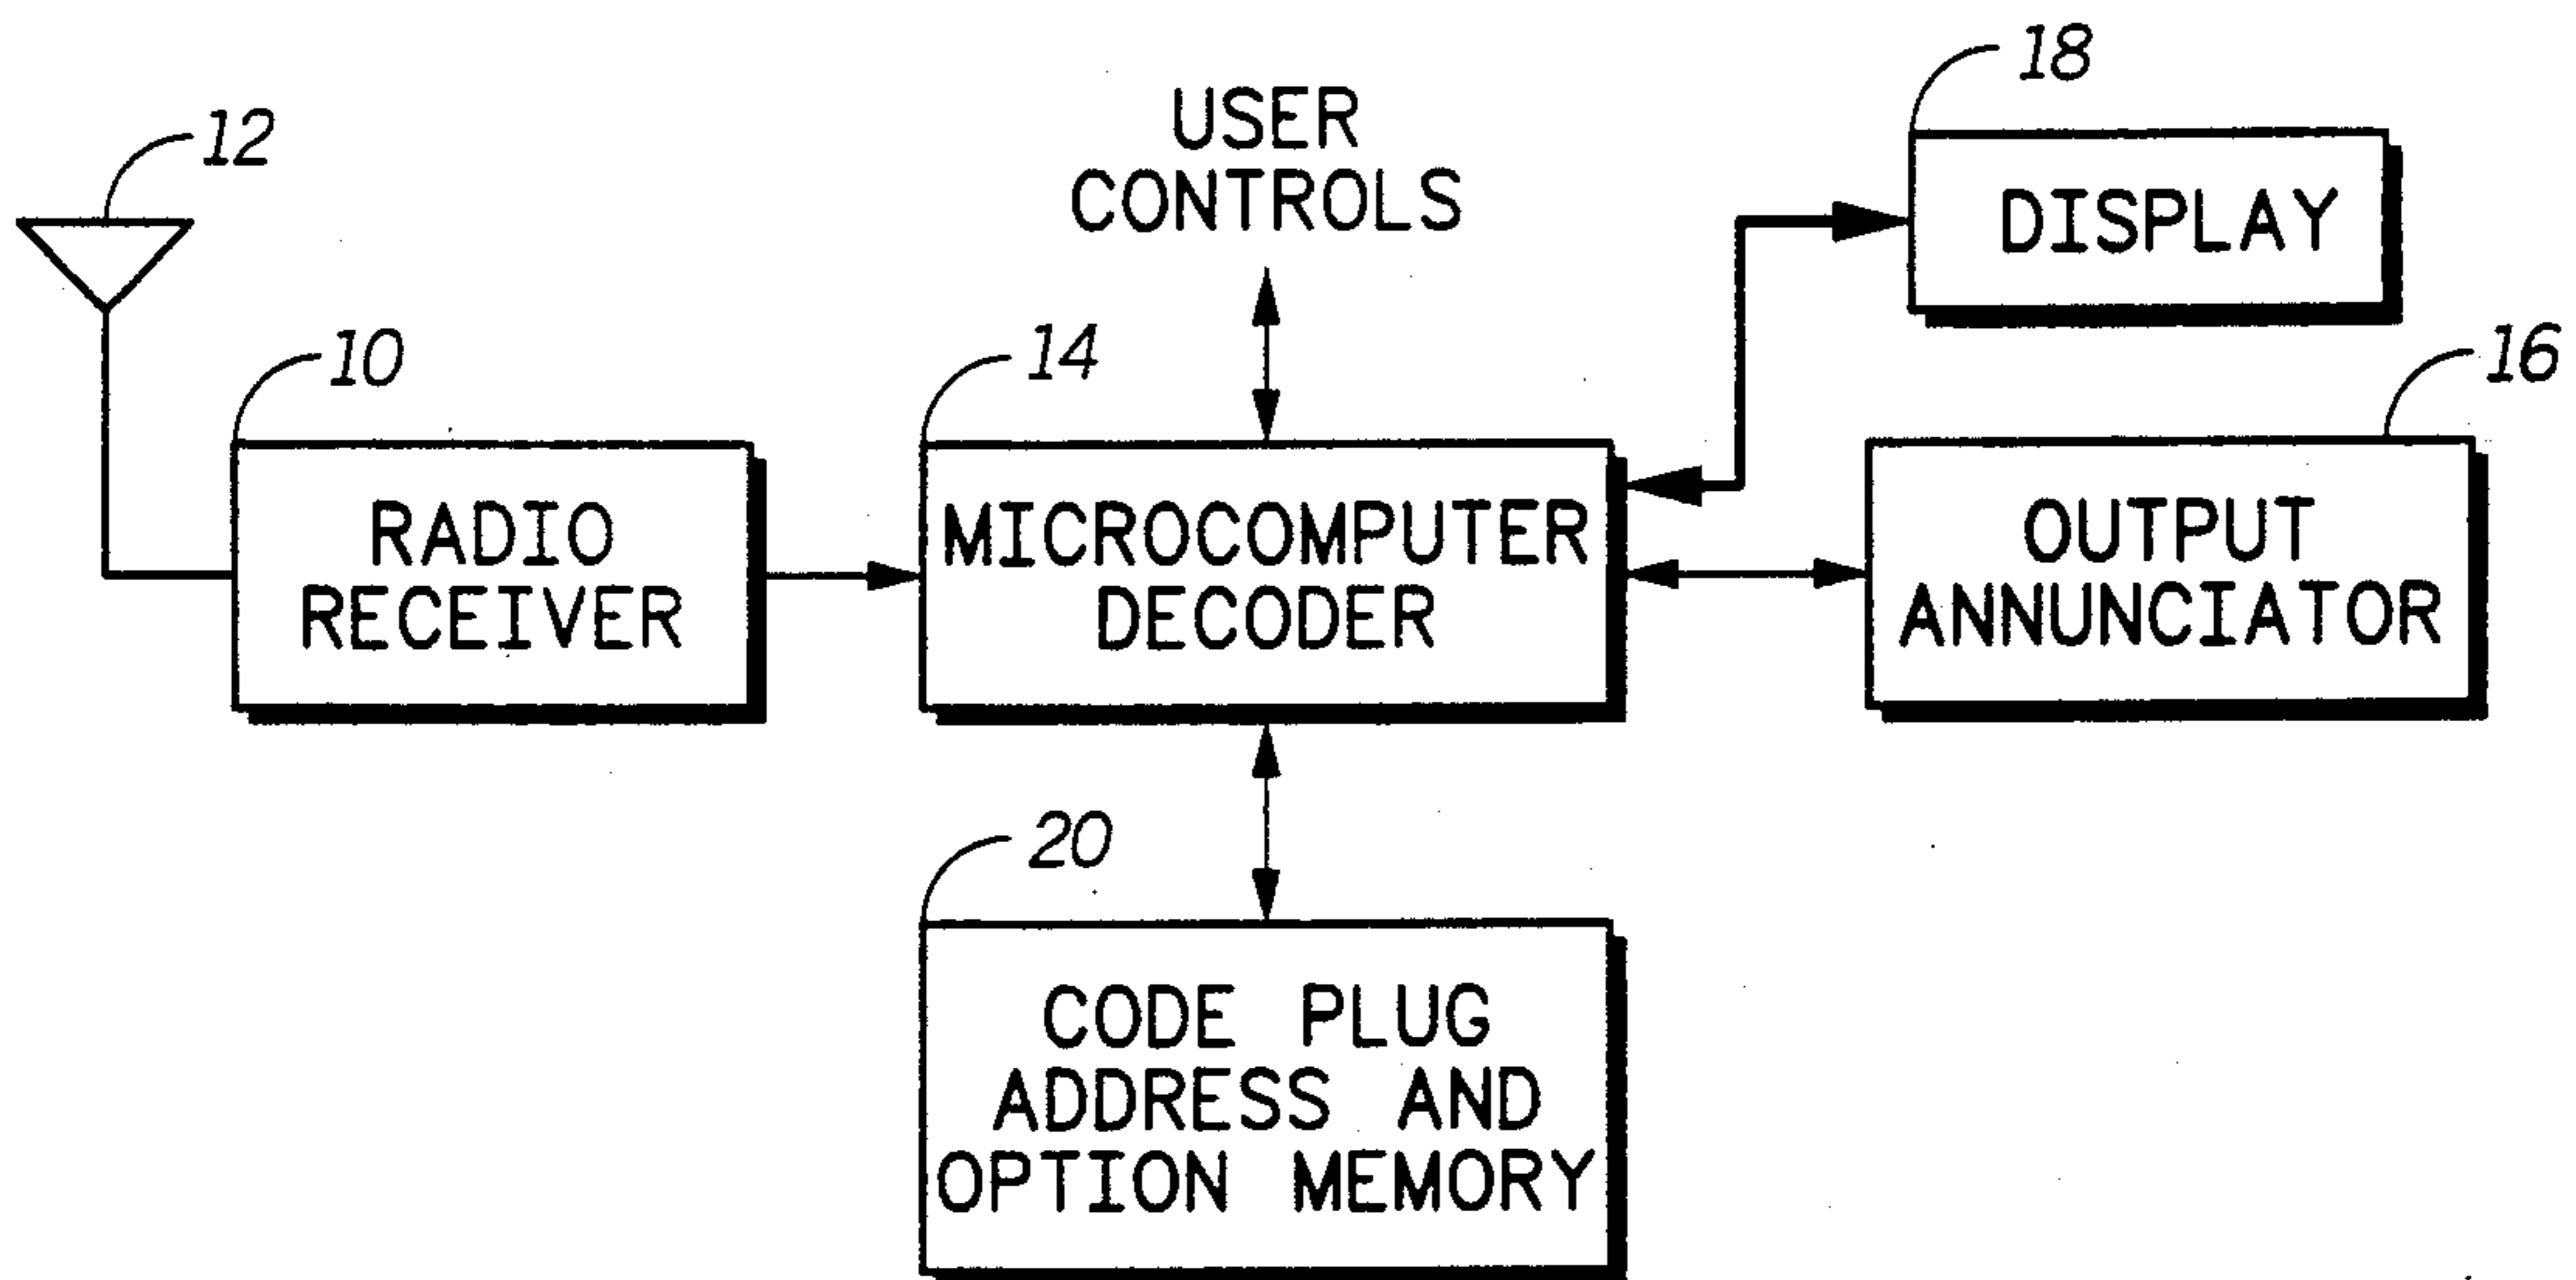 12
USER
CONTROLS
18
DISPLAY
10
RADIO
RECEIVER
14
MICROCOMPUTER
DECODER
16
OUTPUT
ANNUNCIATOR
20
CODE PLUG
ADDRESS AND
OPTION MEMORY